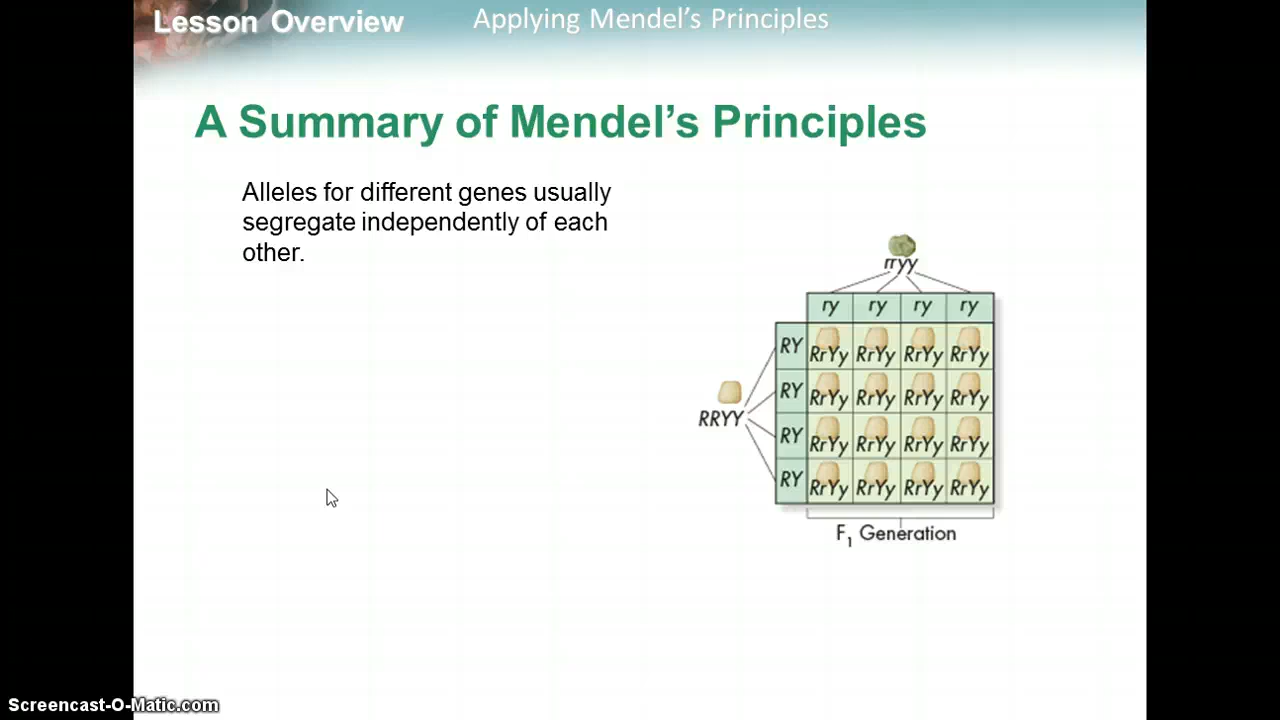 Lesson Overview Applying Mendel's Principles
A Summary of Mendel's Principles
Alleles for different genes usually
segregate independently of each
other.
rryy
ry ry ry ry
RY RrYy RrYy RrYy RrYy
RY RrYy RrYy RrYy RrYy
RRYY
RY RrYy RrYy RrYy RrYy
RY RrYy RrYy RrYy RrYy
F1 Generation
Screencast-O-Matic.com